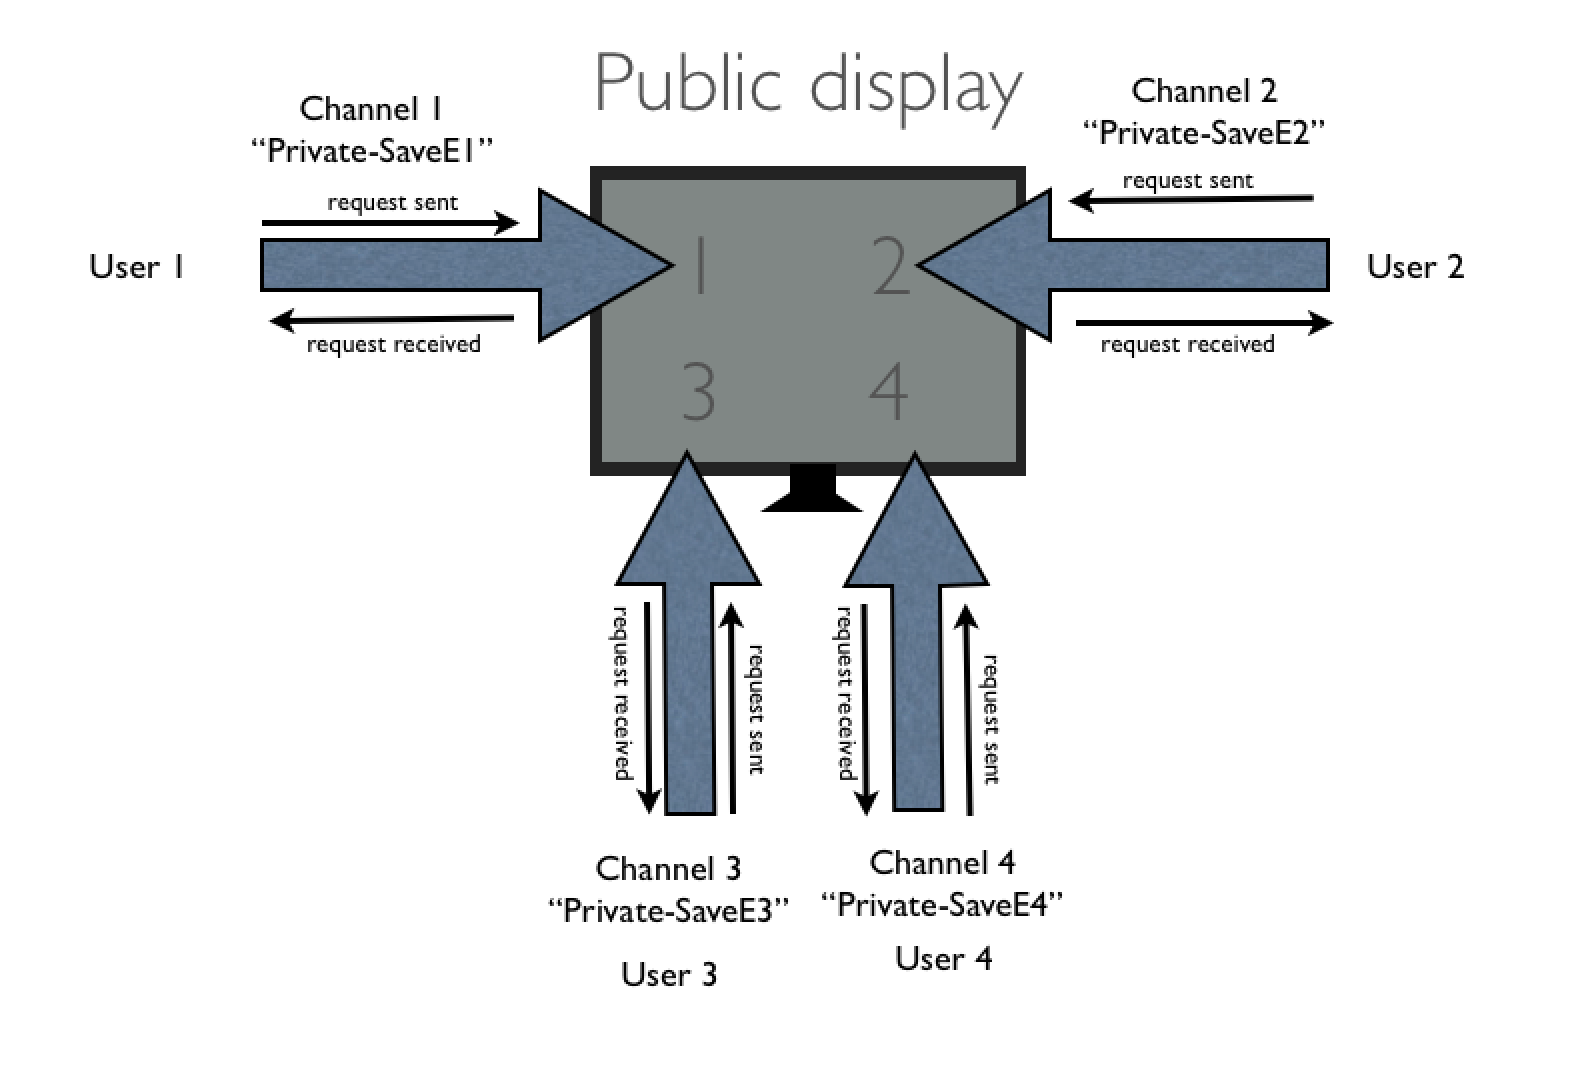 Public display
Channel 1
“Private-SaveE1”
request sent
User 1
request received
Channel 2
“Private-SaveE2”
request sent
User 2
request received
1
2
3
4
request received
request sent
Channel 3
“Private-SaveE3”
User 3
request received
request sent
Channel 4
“Private-SaveE4”
User 4